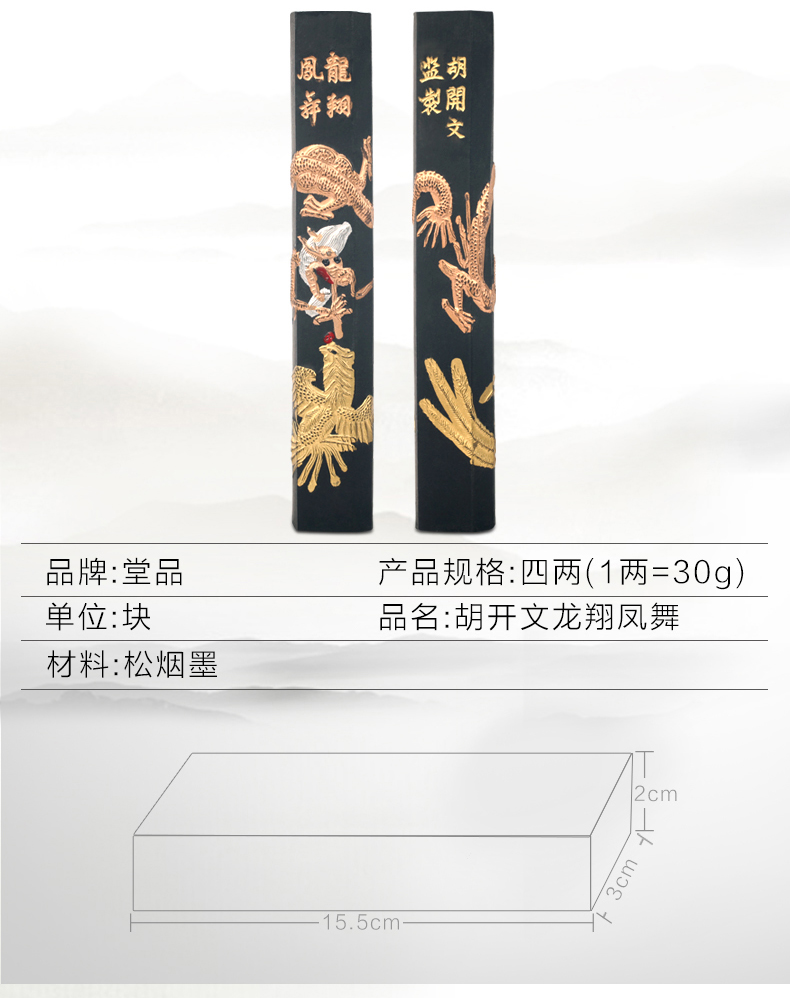 龍翔
鳳舞
胡開文
监製
品牌:堂品
产品规格:四两(1两=30g)
单位:块
品名:胡开文龙翔凤舞
材料:松烟墨
2cm
3cm
15.5cm